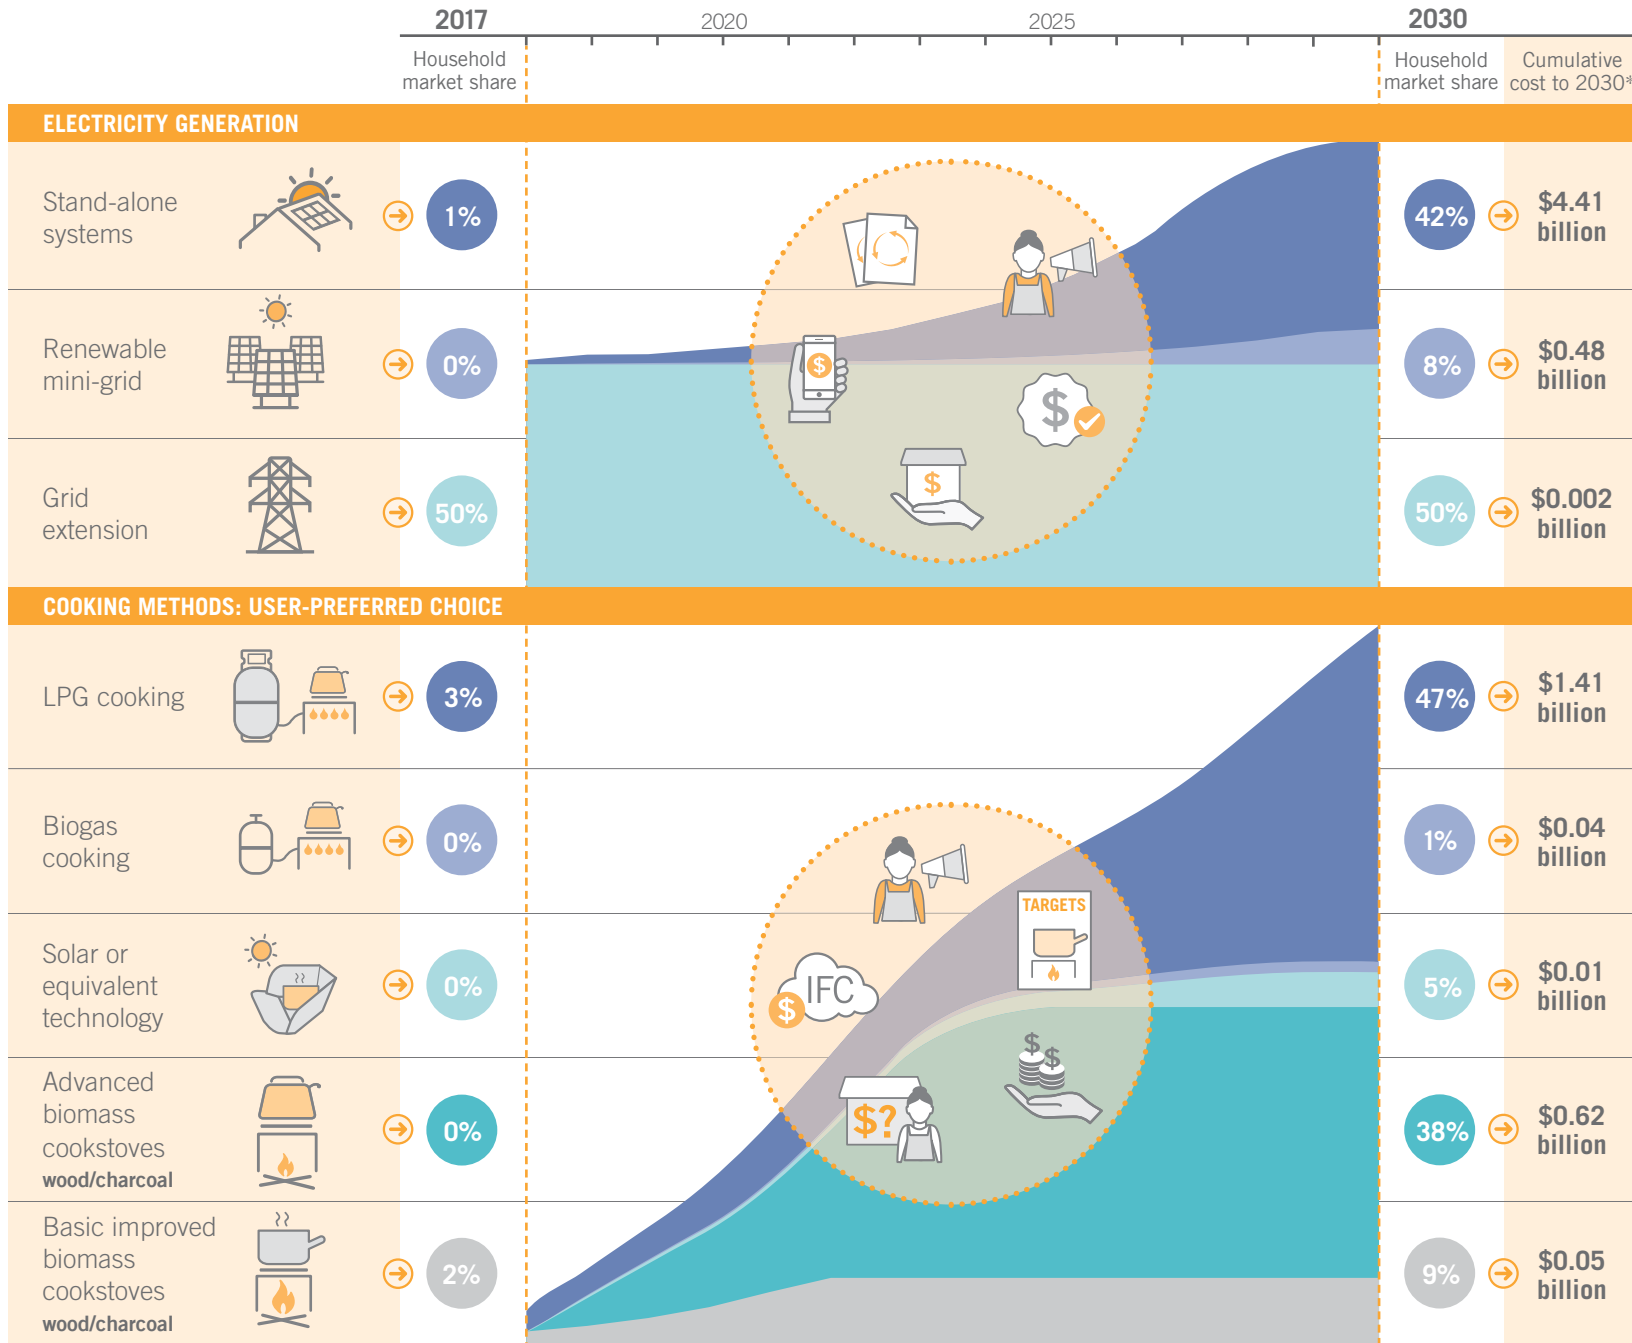 2017
2020
2025
2030
Household
market share
Household
market share
Cumulative
cost to 2030*
ELECTRICITY GENERATION
Stand-alone
systems
1%
42%
$4.41
billion
Renewable
mini-grid
0%
8%
$0.48
billion
Grid
extension
50%
50%
$0.002
billion
$
$
$
COOKING METHODS: USER-PREFERRED CHOICE
LPG cooking
3%
47%
$1.41
billion
Biogas
cooking
0%
1%
$0.04
billion
TARGETS
Solar or
equivalent
technology
0%
IFC
$
5%
$0.01
billion
Advanced
biomass
cookstoves
wood/charcoal
0%
$?
$
$
38%
$0.62
billion
Basic improved
biomass
cookstoves
wood/charcoal
2%
9%
$0.05
billion